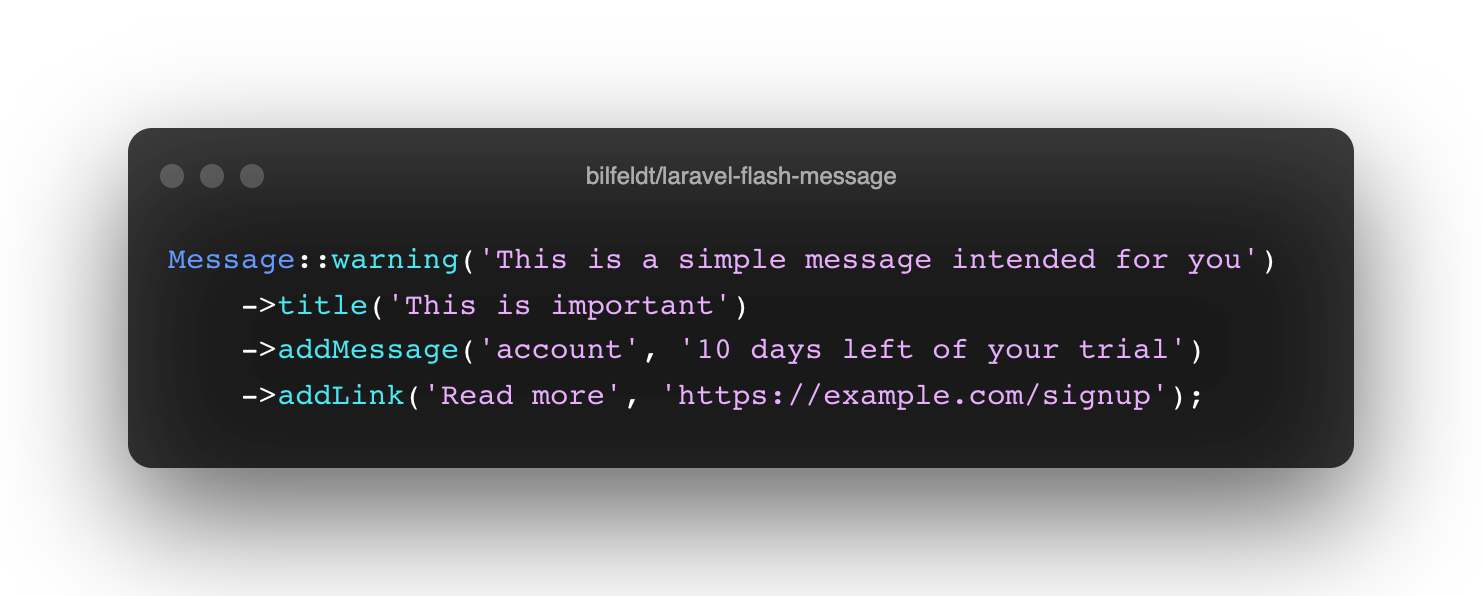 bilfeldt/laravel-flash-message
Message::warning('This is a simple message intended for you')
->title('This is important')
->addMessage('account', '10 days left of your trial')
->addLink('Read more', 'https://example.com/signup');